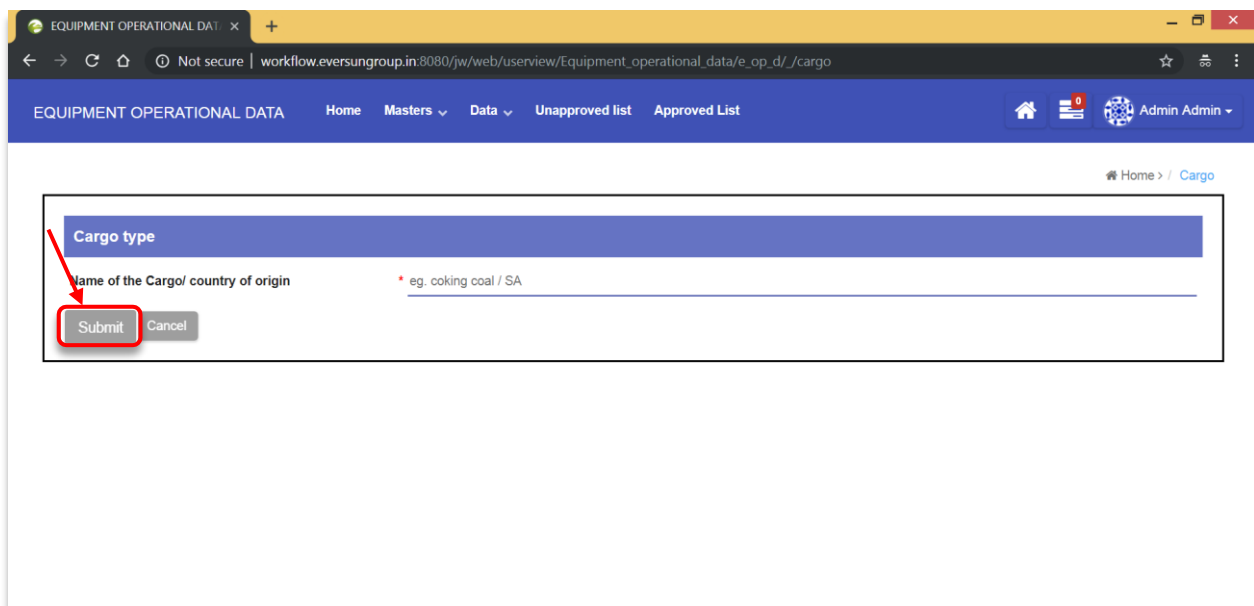 EQUIPMENT OPERATIONAL DAT
Not secure | workflow.eversungroup.in:8080/jw/web/userview/Equipment_operational_data/e_op_d/_/cargo
EQUIPMENT OPERATIONAL DATA Home Masters Data Unapproved list Approved List 0 Admin Admin
Home > / Cargo
Cargo type
Name of the Cargo/ country of origin * eg. coking coal / SA
Submit Cancel